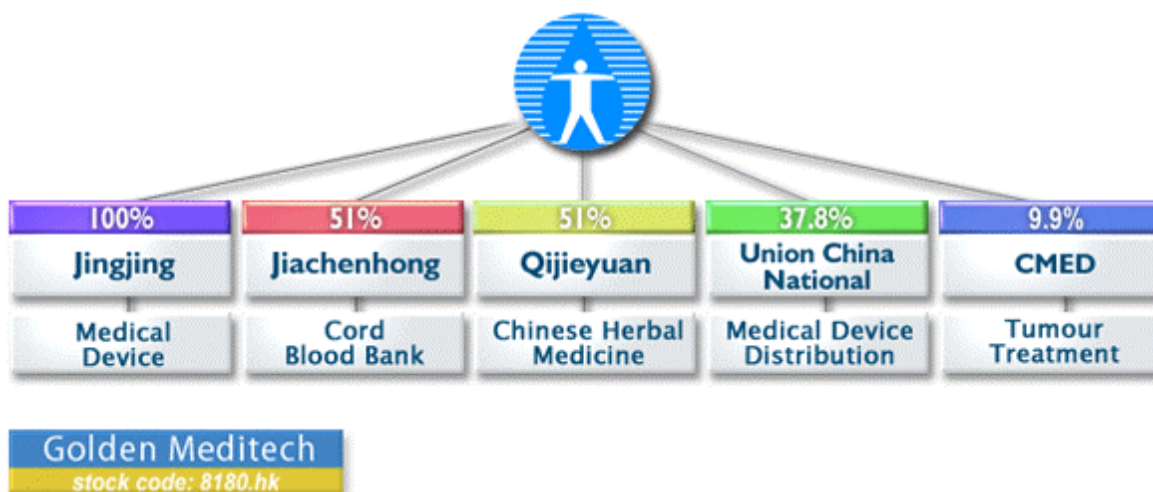 100%
51%
51%
37.8%
9.9%
Jingjing
Jiachenhong
Qijieyuan
Union China
National
CMED
Medical
Device
Cord
Blood Bank
Chinese Herbal
Medicine
Medical Device
Distribution
Tumour
Treatment
Golden Meditech
stock code: 8180.hk